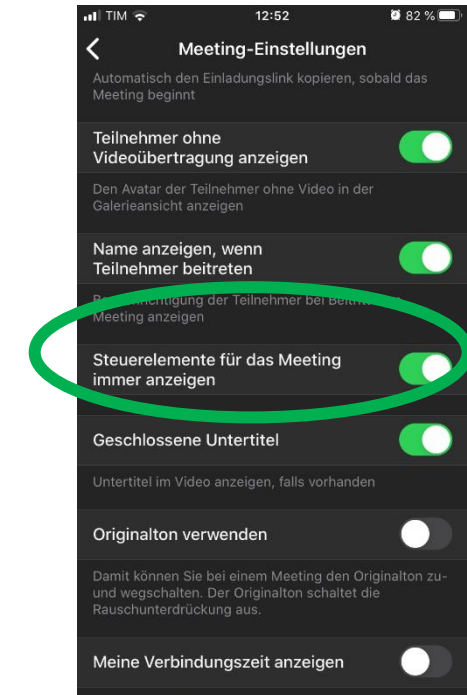 TIM 12:52 82 %
Meeting-Einstellungen
Automatisch den Einladungslink kopieren, sobald das
Meeting beginnt
Teilnehmer ohne
Videoübertragung anzeigen
Den Avatar der Teilnehmer ohne Video in der
Galerieansicht anzeigen
Name anzeigen, wenn
Teilnehmer beitreten
der Teilnehmer bei
Meeting anzeigen
Steuerelemente für das Meeting
immer anzeigen
Geschlossene Untertitel
Untertitel im Video anzeigen, falls vorhanden
Originalton verwenden
Damit können Sie bei einem Meeting den Originalton zu-
und wegschalten. Der Originalton schaltet die
Rauschunterdrückung aus.
Meine Verbindungszeit anzeigen